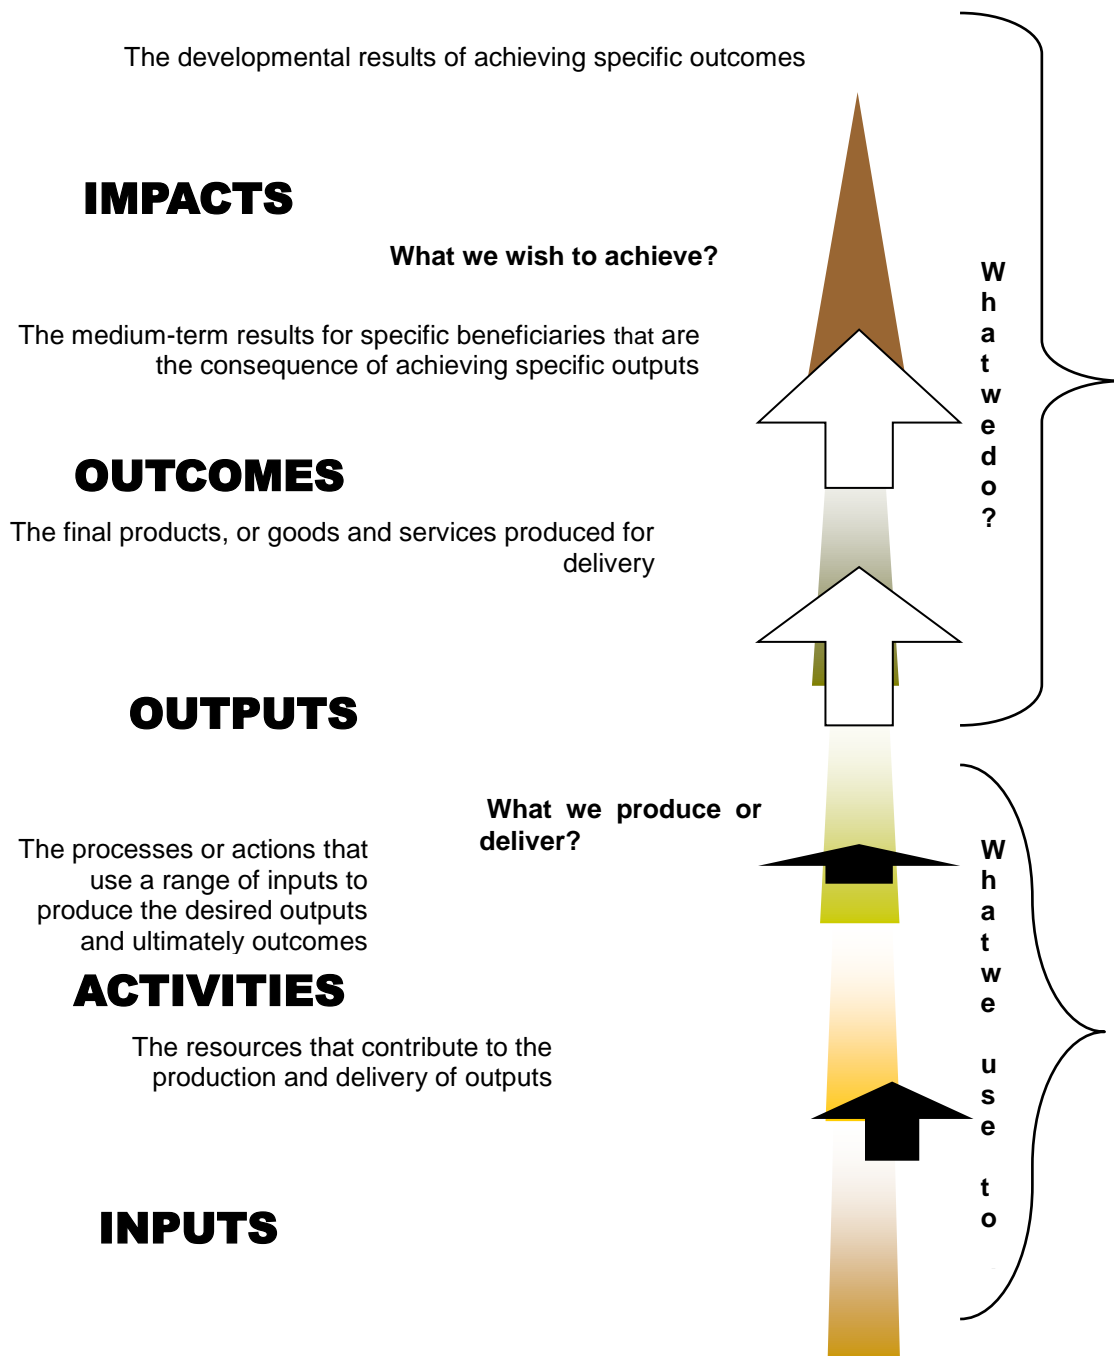 The developmental results of achieving specific outcomes
IMPACTS
What we wish to achieve?
The medium-term results for specific beneficiaries that are
the consequence of achieving specific outputs
What we do?
OUTCOMES
The final products, or goods and services produced for
delivery
OUTPUTS
What we produce or
deliver?
The processes or actions that
use a range of inputs to
produce the desired outputs
and ultimately outcomes
What we use to
ACTIVITIES
The resources that contribute to the
production and delivery of outputs
INPUTS